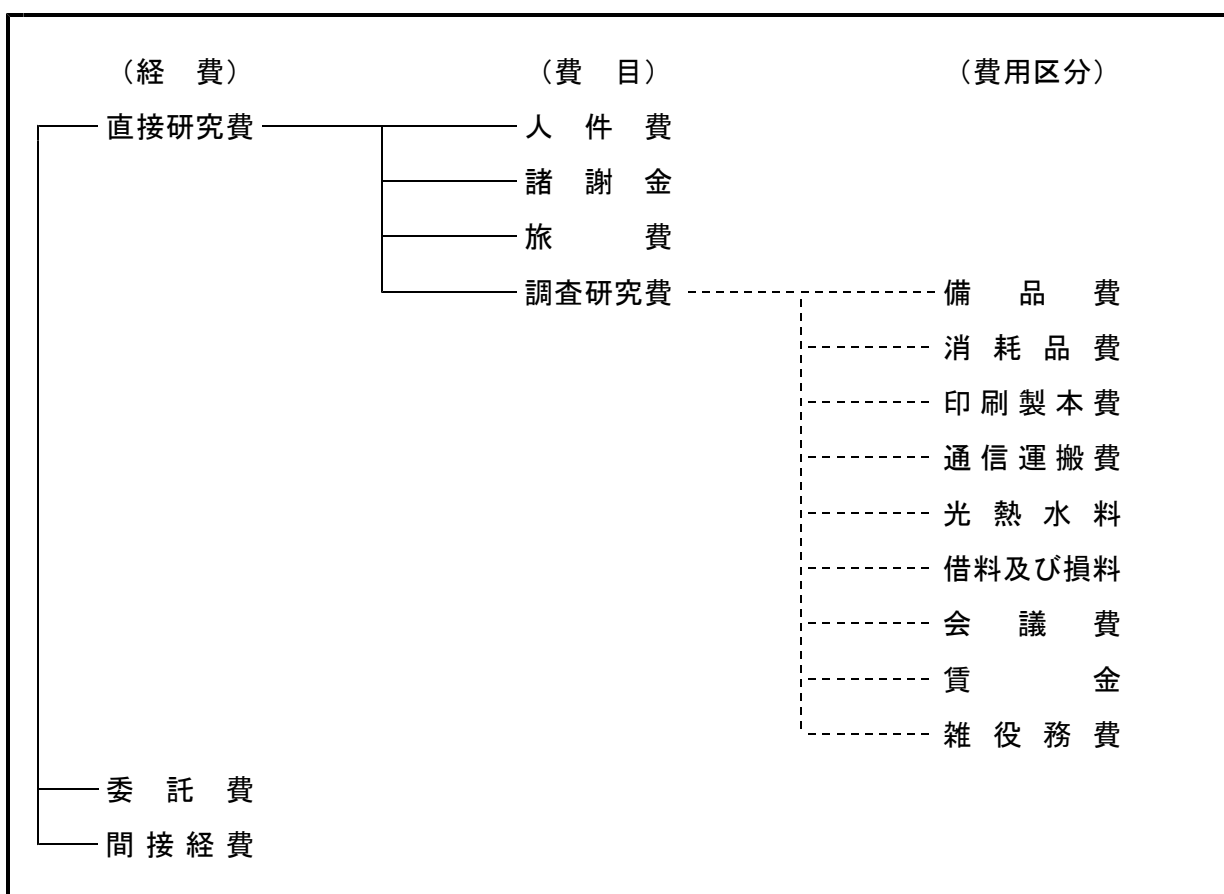 (経　費)　(費　目)　(費用区分)
直接研究費　人　件　費
諸　謝　金
旅　　　費
調査研究費　備　品　費
消 耗 品 費
印刷製本費
通信運搬費
光 熱 水 料
借料及び損料
会　議　費
賃　　　金
雑 役 務 費
委　託　費
間 接 経 費